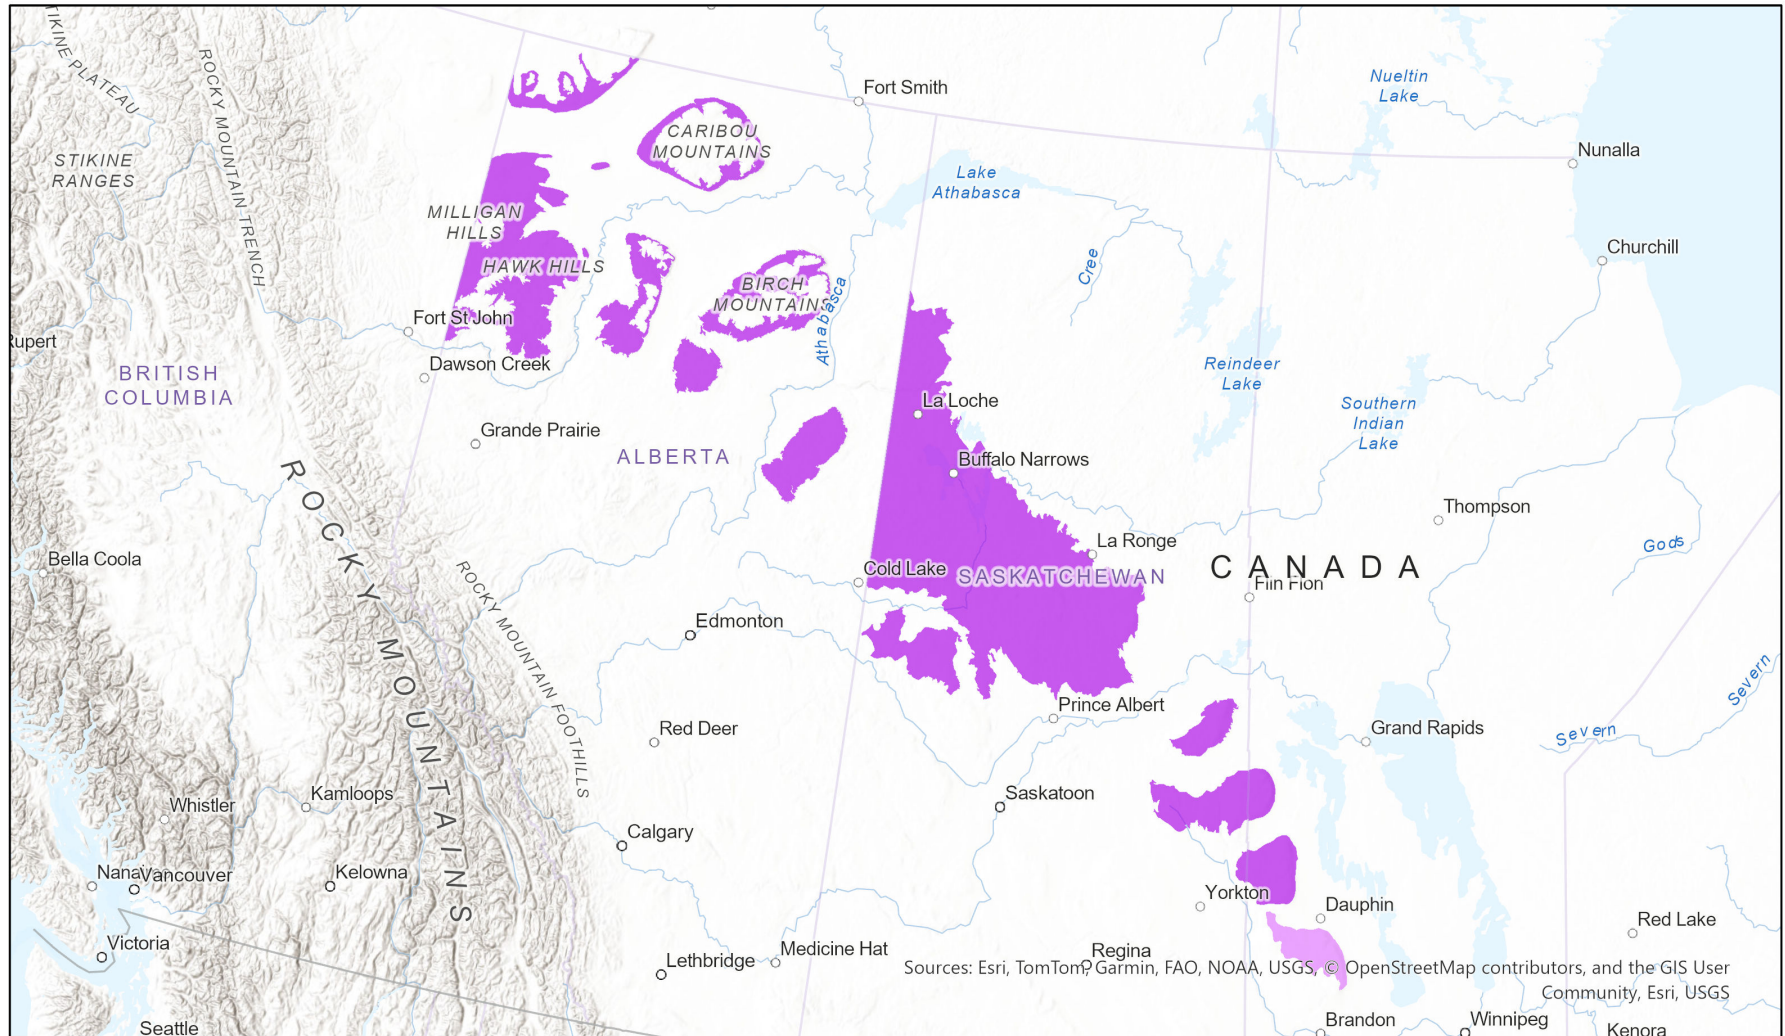 TIKINE PLATEAU
ROCKY MOUNTAIN TRENCH
STIKINE
RANGES
Fort Smith
Nueltin
Lake
CARIBOU
MOUNTAINS
Nunalla
Lake
Athabasca
MILLIGAN
HILLS
Churchill
HAWK HILLS
Cree
BIRCH
MOUNTAINS
Athabasca
Fort St John
Rupert
Dawson Creek
BRITISH
COLUMBIA
Reindeer
Lake
La Loche
Southern
Indian
Lake
Grande Prairie
ALBERTA
Buffalo Narrows
ROCKY MOUNTAINS
Thompson
La Ronge
Gods
Bella Coola
ROCKY MOUNTAIN FOOTHILLS
Cold Lake
SASKATCHEWAN
CANADA
Flin Flon
Edmonton
Severn
Prince Albert
Red Deer
Grand Rapids
Severn
Whistler
Kamloops
Saskatoon
Calgary
Vancouver
Kelowna
Yorkton
Dauphin
Red Lake
Victoria
Lethbridge
Medicine Hat
Regina
Sources: Esri, TomTom, Garmin, FAO, NOAA, USGS, © OpenStreetMap contributors, and the GIS User
Community, Esri, USGS
Seattle
Brandon
Winnipeg
Kenora